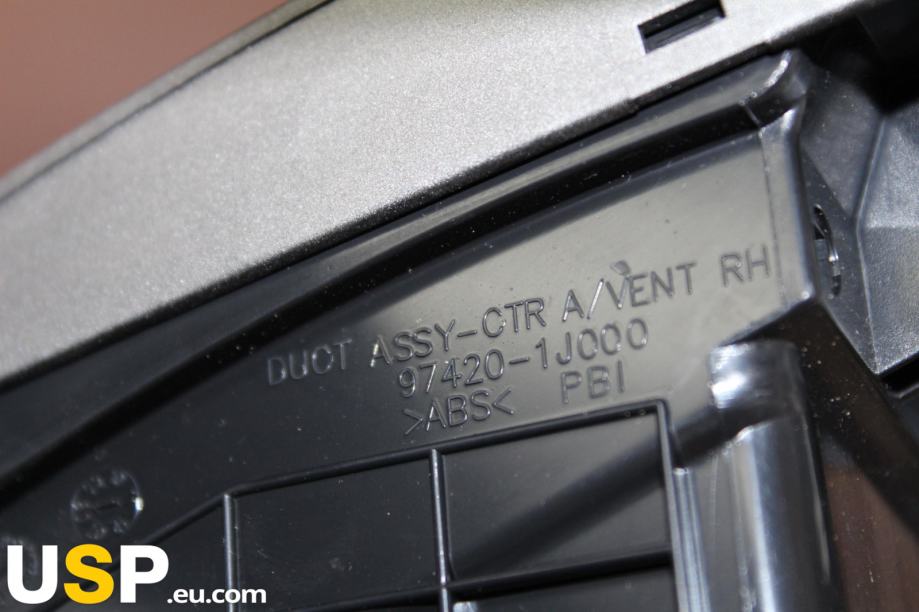 DUCT ASSY-CTR A/VENT RH
97420-1J000
>ABS< PBI
USP.eu.com